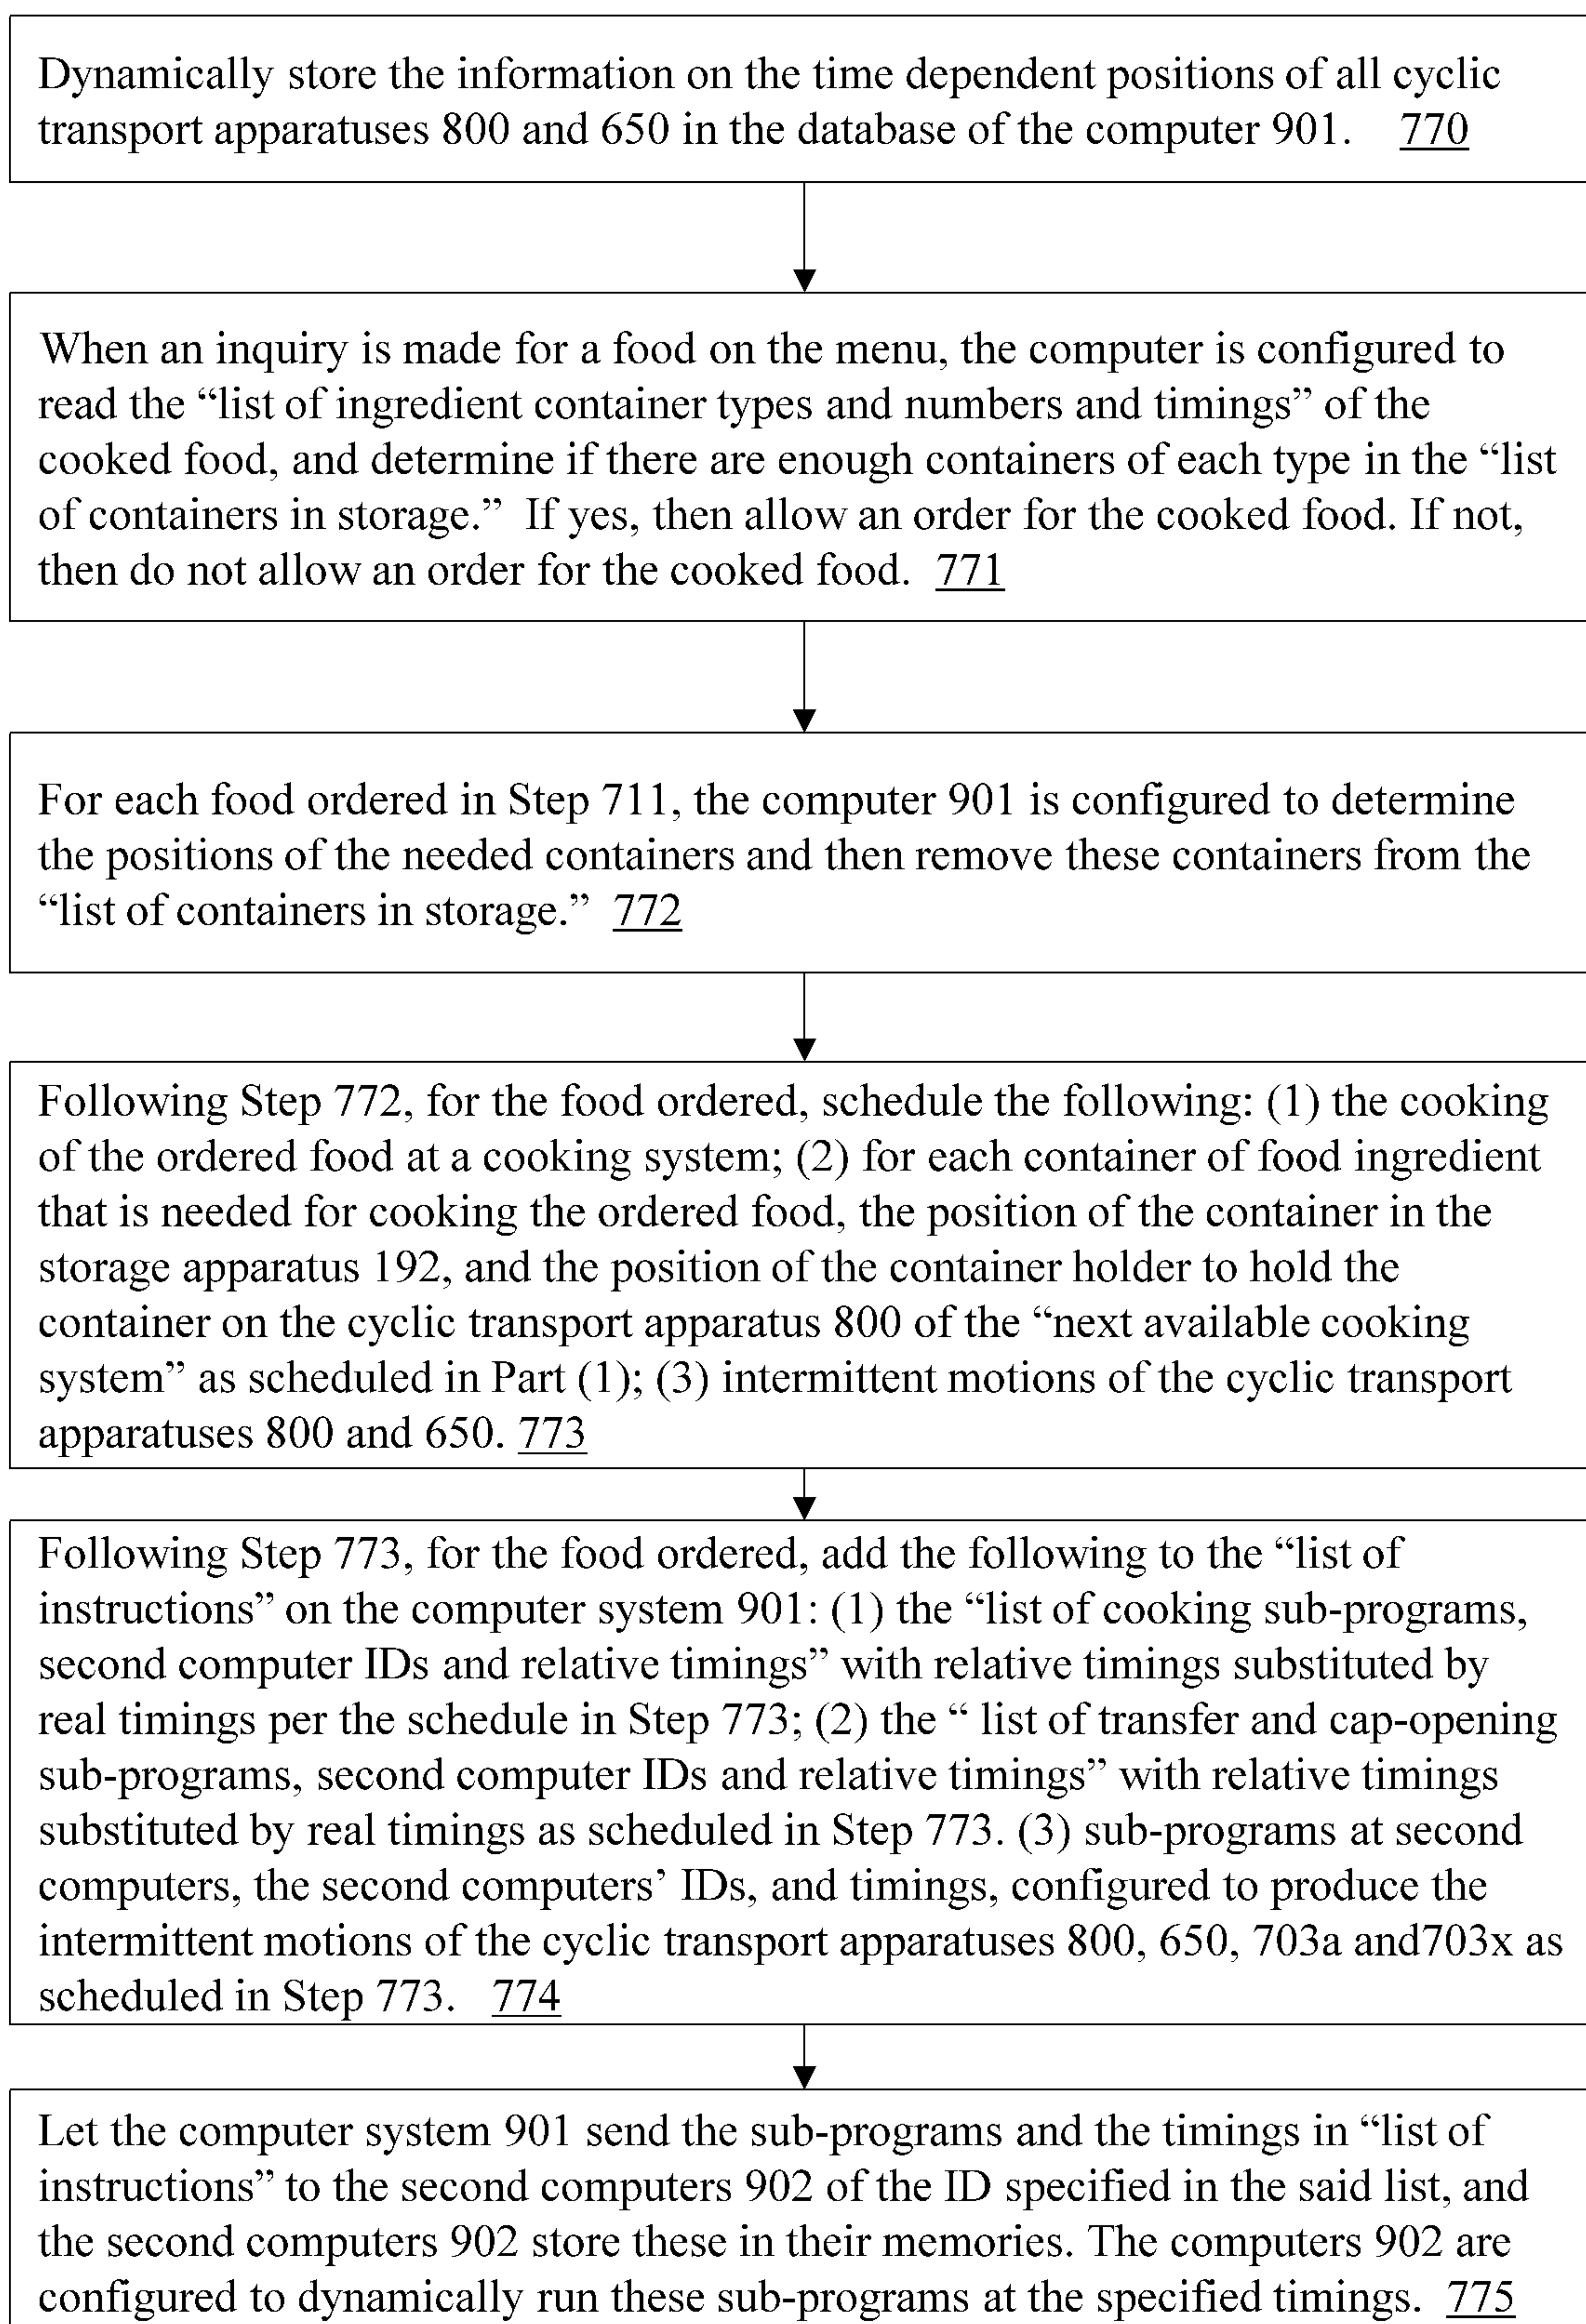 Dynamically store the information on the time dependent positions of all cyclic
transport apparatuses 800 and 650 in the database of the computer 901. 770
When an inquiry is made for a food on the menu, the computer is configured to
read the “list of ingredient container types and numbers and timings” of the
cooked food, and determine if there are enough containers of each type in the “list
of containers in storage.” If yes, then allow an order for the cooked food. If not,
then do not allow an order for the cooked food. 771
For each food ordered in Step 711, the computer 901 is configured to determine
the positions of the needed containers and then remove these containers from the
“list of containers in storage.” 772
Following Step 772, for the food ordered, schedule the following: (1) the cooking
of the ordered food at a cooking system; (2) for each container of food ingredient
that is needed for cooking the ordered food, the position of the container in the
storage apparatus 192, and the position of the container holder to hold the
container on the cyclic transport apparatus 800 of the “next available cooking
system” as scheduled in Part (1); (3) intermittent motions of the cyclic transport
apparatuses 800 and 650. 773
Following Step 773, for the food ordered, add the following to the “list of
instructions” on the computer system 901: (1) the “list of cooking sub-programs,
second computer IDs and relative timings” with relative timings substituted by
real timings per the schedule in Step 773; (2) the “ list of transfer and cap-opening
sub-programs, second computer IDs and relative timings” with relative timings
substituted by real timings as scheduled in Step 773. (3) sub-programs at second
computers, the second computers’ IDs, and timings, configured to produce the
intermittent motions of the cyclic transport apparatuses 800, 650, 703a and703x as
scheduled in Step 773. 774
Let the computer system 901 send the sub-programs and the timings in “list of
instructions” to the second computers 902 of the ID specified in the said list, and
the second computers 902 store these in their memories. The computers 902 are
configured to dynamically run these sub-programs at the specified timings. 775